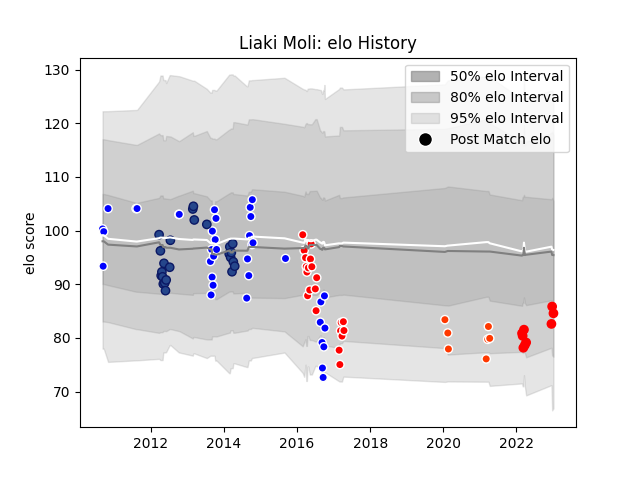 Liaki Moli: elo History
130
120
110
100
90
80
70
elo score
50% elo Interval
80% elo Interval
95% elo Interval
Post Match elo
2012
2014
2016
2018
2020
2022